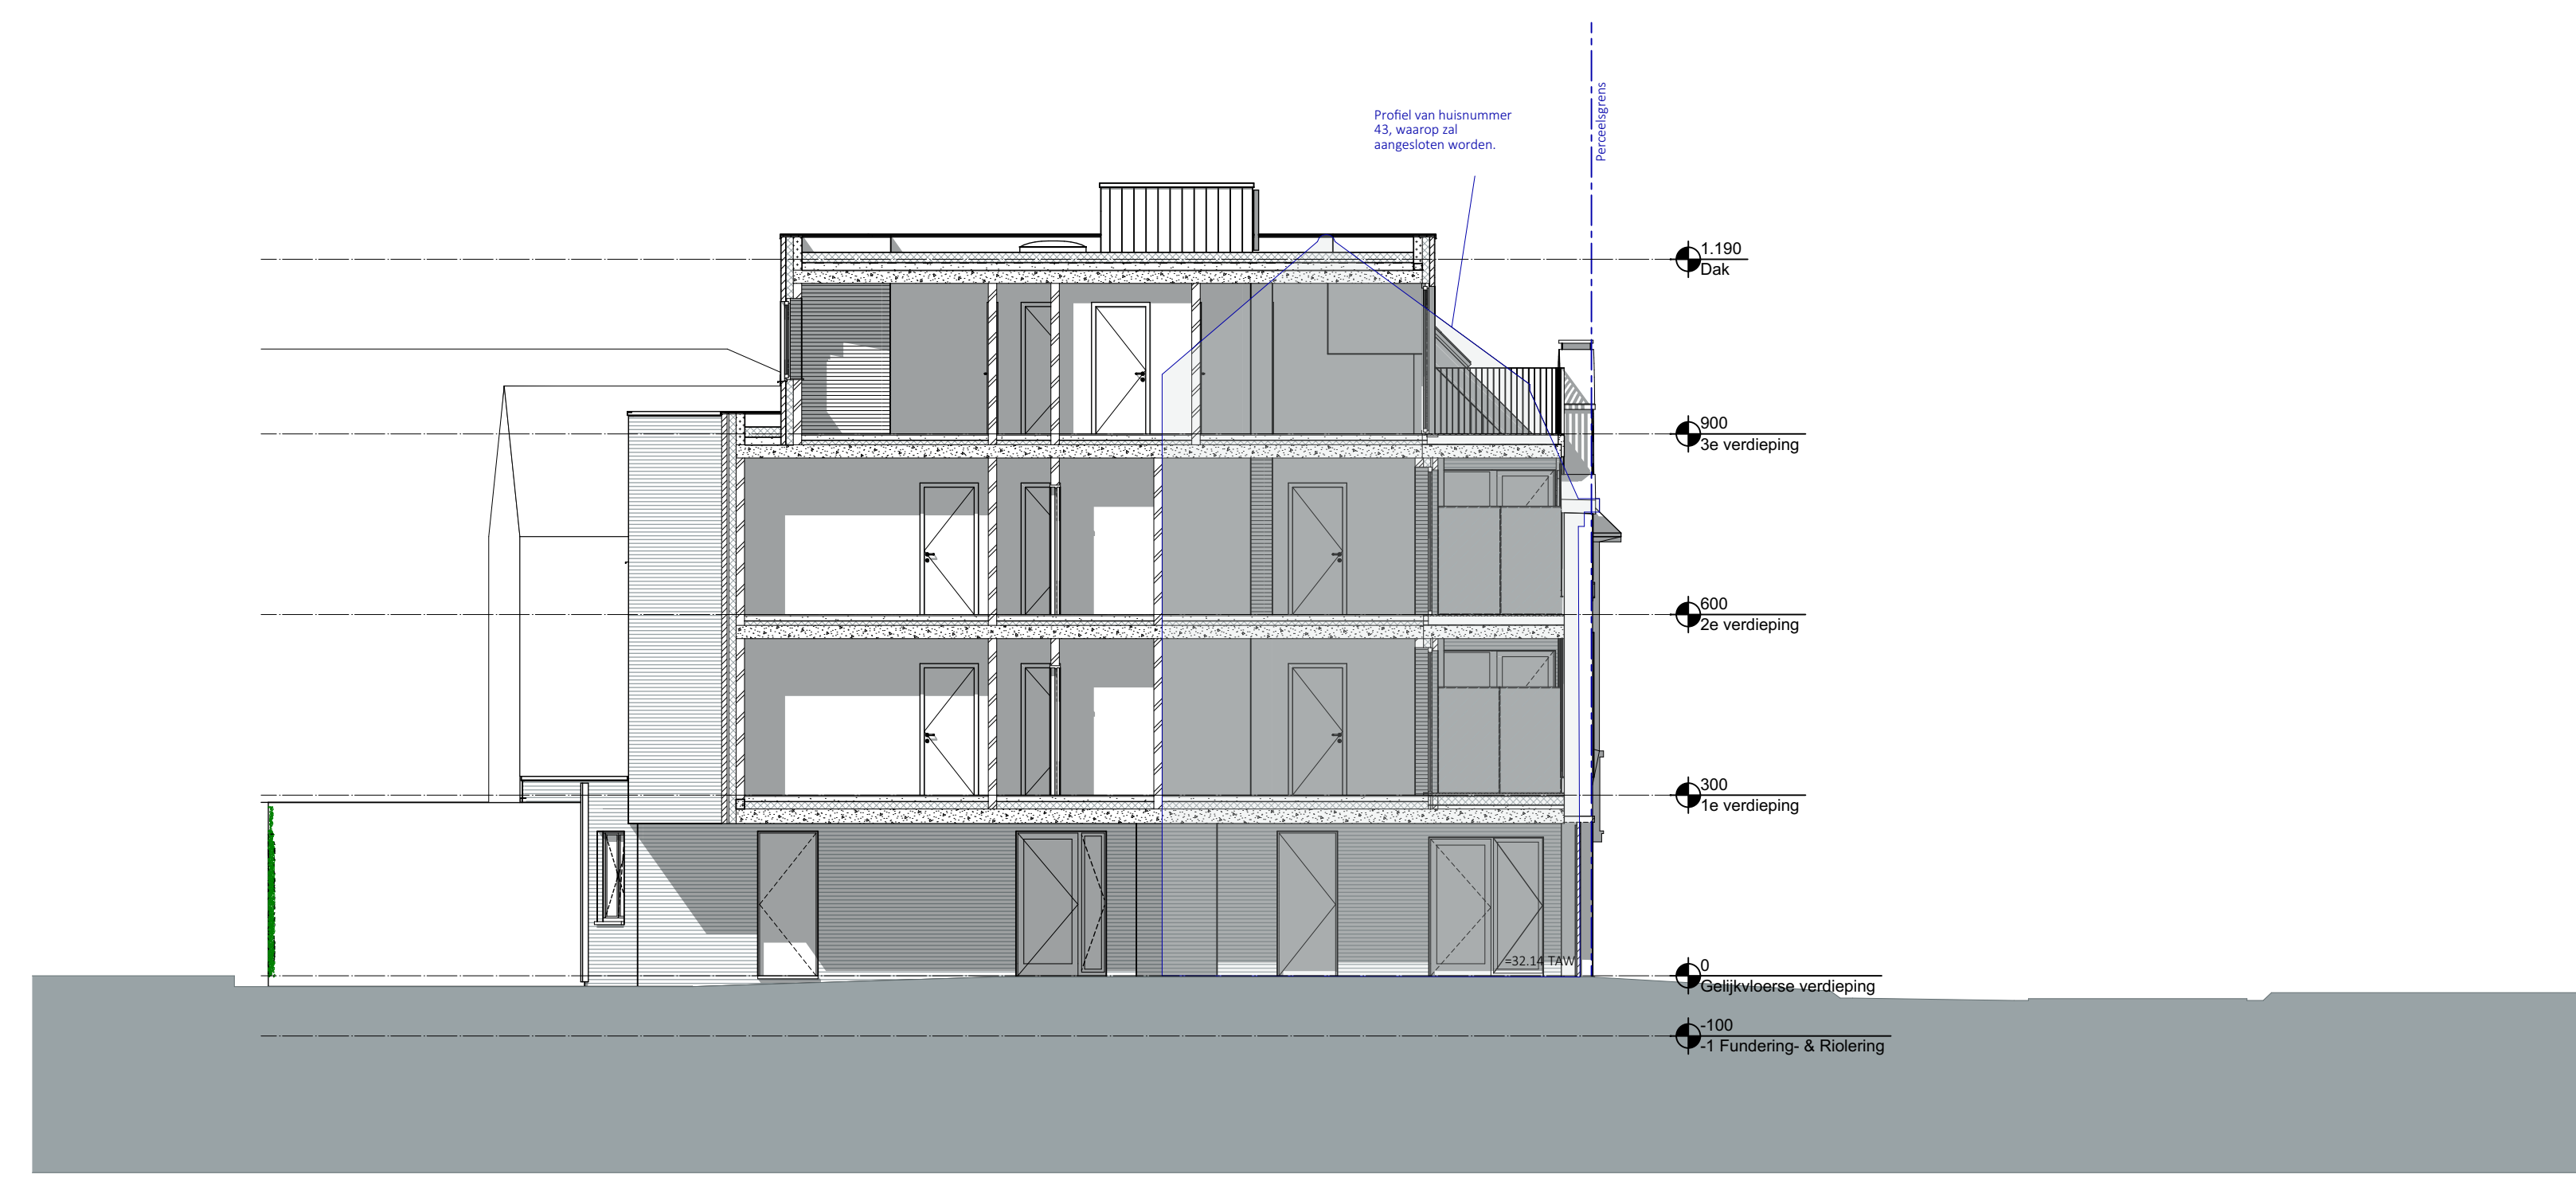 Perceelsgrens
Profiel van huisnummer
43, waarop zal
aangesloten worden.
1.190
Dak
900
3e verdieping
600
2e verdieping
300
1e verdieping
=32.14 TAW
0
Gelijkvloerse verdieping
-100
-1 Fundering- & Riolering